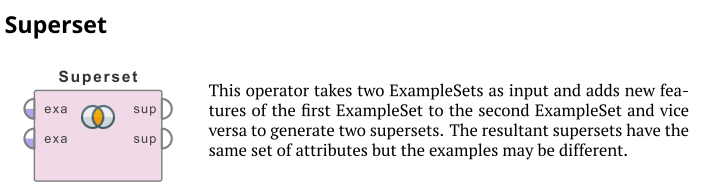 Superset
Superset
exa sup
exa sup
This operator takes two ExampleSets as input and adds new fea-
tures of the first ExampleSet to the second ExampleSet and vice
versa to generate two supersets. The resultant supersets have the
same set of attributes but the examples may be different.